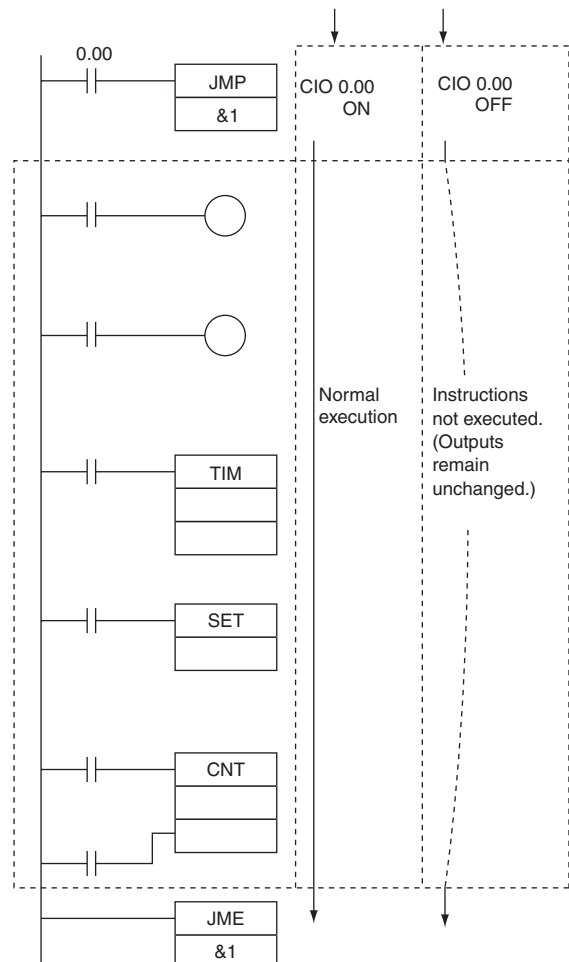 0.00
JMP
&1
CIO 0.00
ON
CIO 0.00
OFF
Normal
execution
Instructions
not executed.
(Outputs
remain
unchanged.)
TIM
SET
CNT
JME
&1